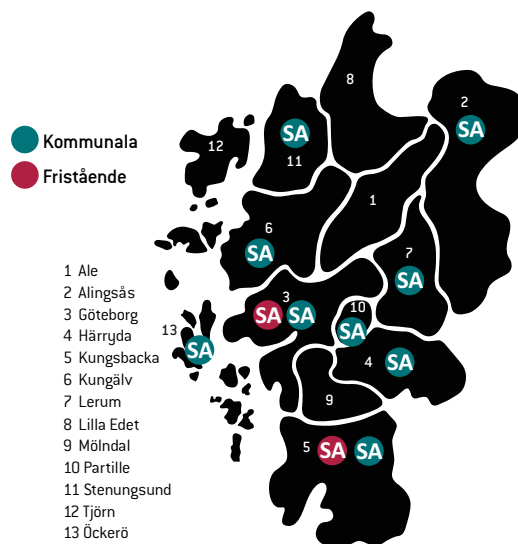 8
2
SA
SA
Kommunala
12
11
Fristående
1
6
7
SA
SA
1 Ale
2 Alingsås
3 Göteborg
4 Härryda
5 Kungsbacka
6 Kungälv
7 Lerum
8 Lilla Edet
9 Mölndal
10 Partille
11 Stenungsund
12 Tjörn
13 Öckerö
3
10
SA
SA
SA
13
SA
4
SA
9
5
SA
SA